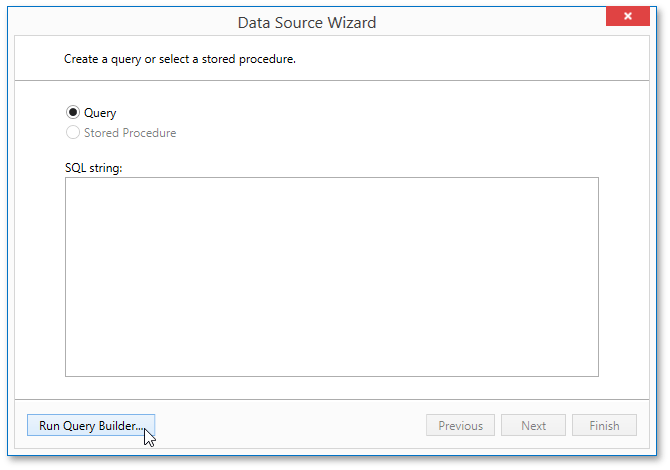 Data Source Wizard
Create a query or select a stored procedure.
Query
Stored Procedure
SQL string:
Run Query Builder...
Previous
Next
Finish